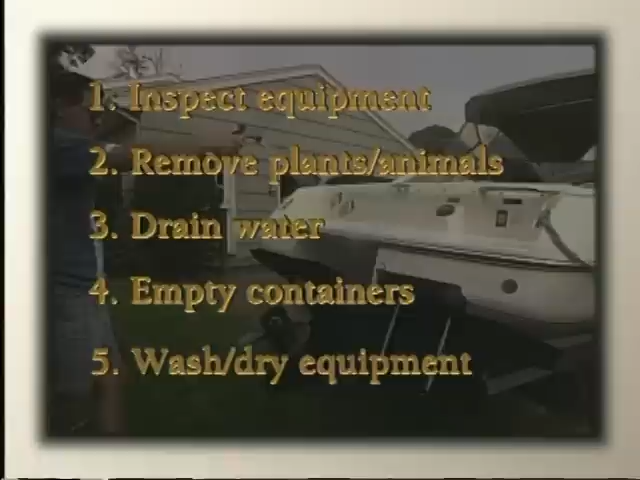 1. Inspect equipment
2. Remove plants/animals
3. Drain water
4. Empty containers
5. Wash/dry equipment